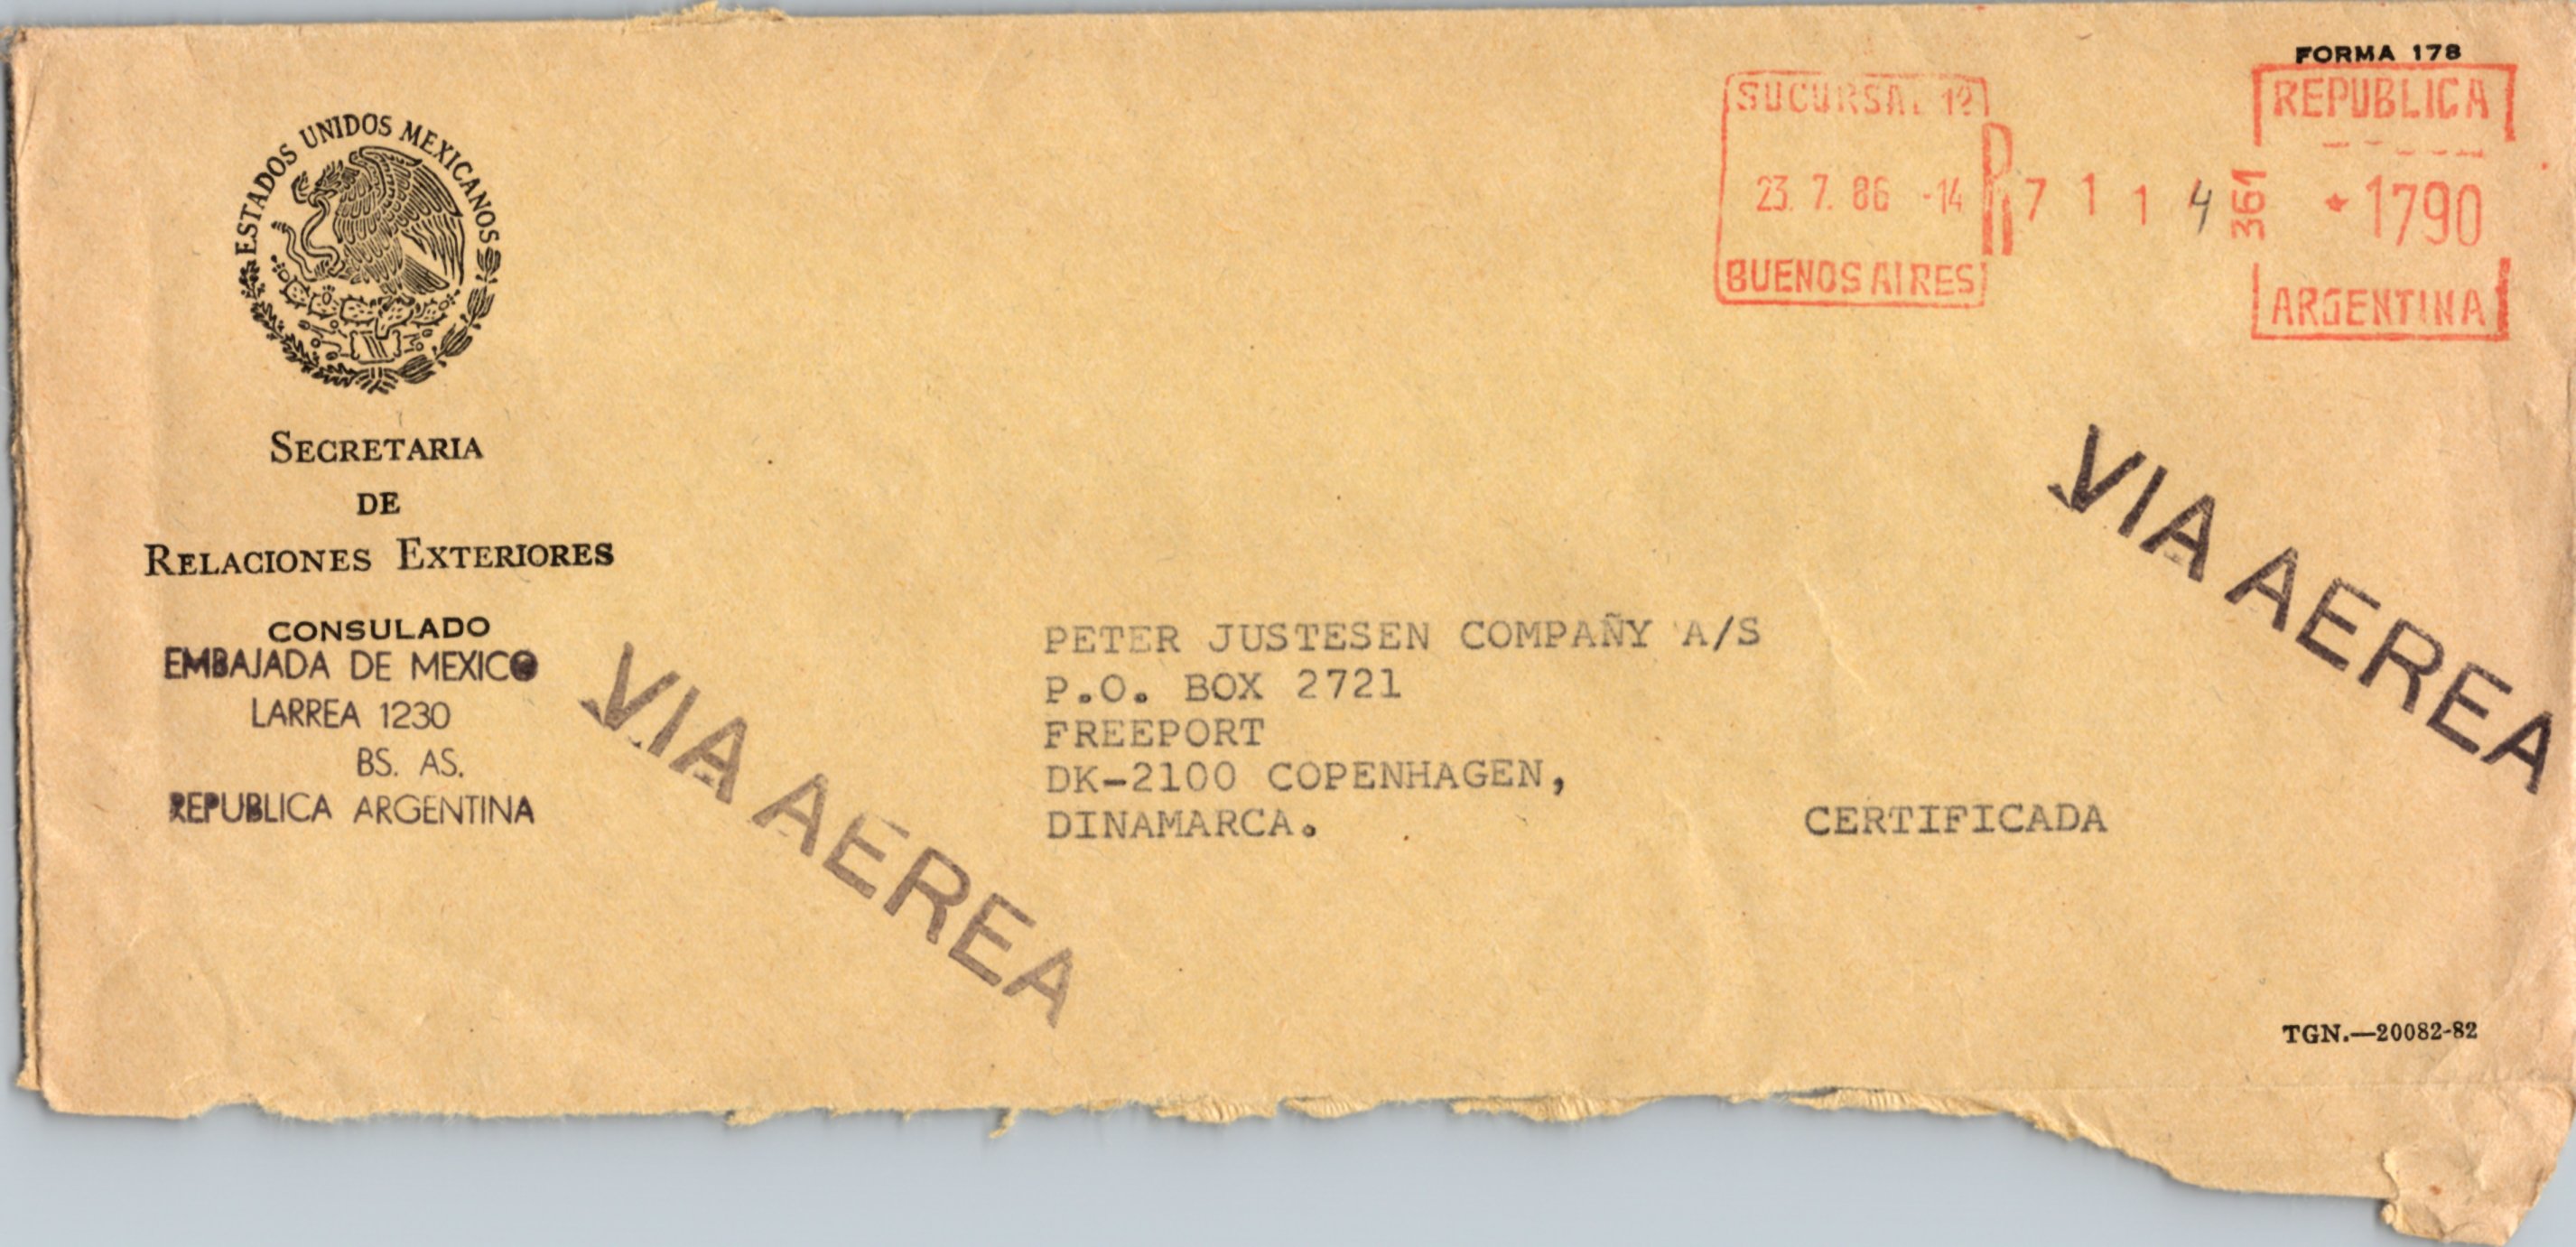 FORMA 178
ESTADOS UNIDOS MEXICANOS
SECRETARIA
DE
RELACIONES EXTERIORES
CONSULADO
EMBAJADA DE MEXICO
LARREA 1230
BS. AS.
REPUBLICA ARGENTINA
SUCURSAL 12
23. 7. 86 -14
BUENOS AIRES
R 7 1 1 4
361
REPUBLICA
*1790
ARGENTINA
VIA AEREA
VIA AEREA
PETER JUSTESEN COMPAÑY A/S
P.O. BOX 2721
FREEPORT
DK-2100 COPENHAGEN,
DINAMARCA.
CERTIFICADA
TGN.—20082-82